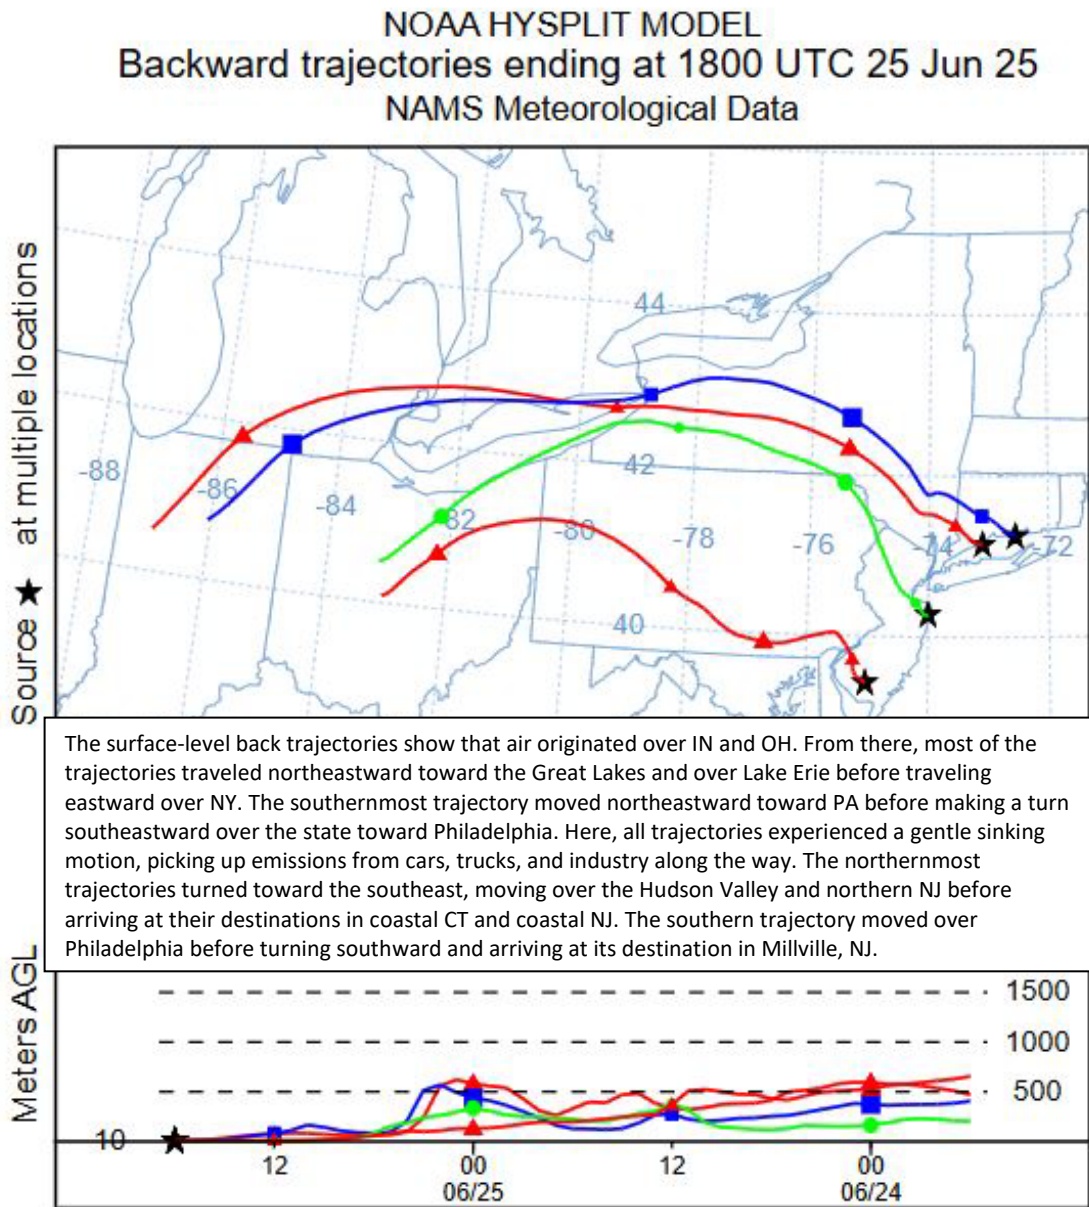 NOAA HYSPLIT MODEL
Backward trajectories ending at 1800 UTC 25 Jun 25
NAMS Meteorological Data
Source ★ at multiple locations
44
42
40
-88
-86
-84
-82
-80
-78
-76
-74
-72
The surface-level back trajectories show that air originated over IN and OH. From there, most of the
trajectories traveled northeastward toward the Great Lakes and over Lake Erie before traveling
eastward over NY. The southernmost trajectory moved northeastward toward PA before making a turn
southeastward over the state toward Philadelphia. Here, all trajectories experienced a gentle sinking
motion, picking up emissions from cars, trucks, and industry along the way. The northernmost
trajectories turned toward the southeast, moving over the Hudson Valley and northern NJ before
arriving at their destinations in coastal CT and coastal NJ. The southern trajectory moved over
Philadelphia before turning southward and arriving at its destination in Millville, NJ.
Meters AGL
1500
1000
500
10
12 00 12 00
06/25 06/24